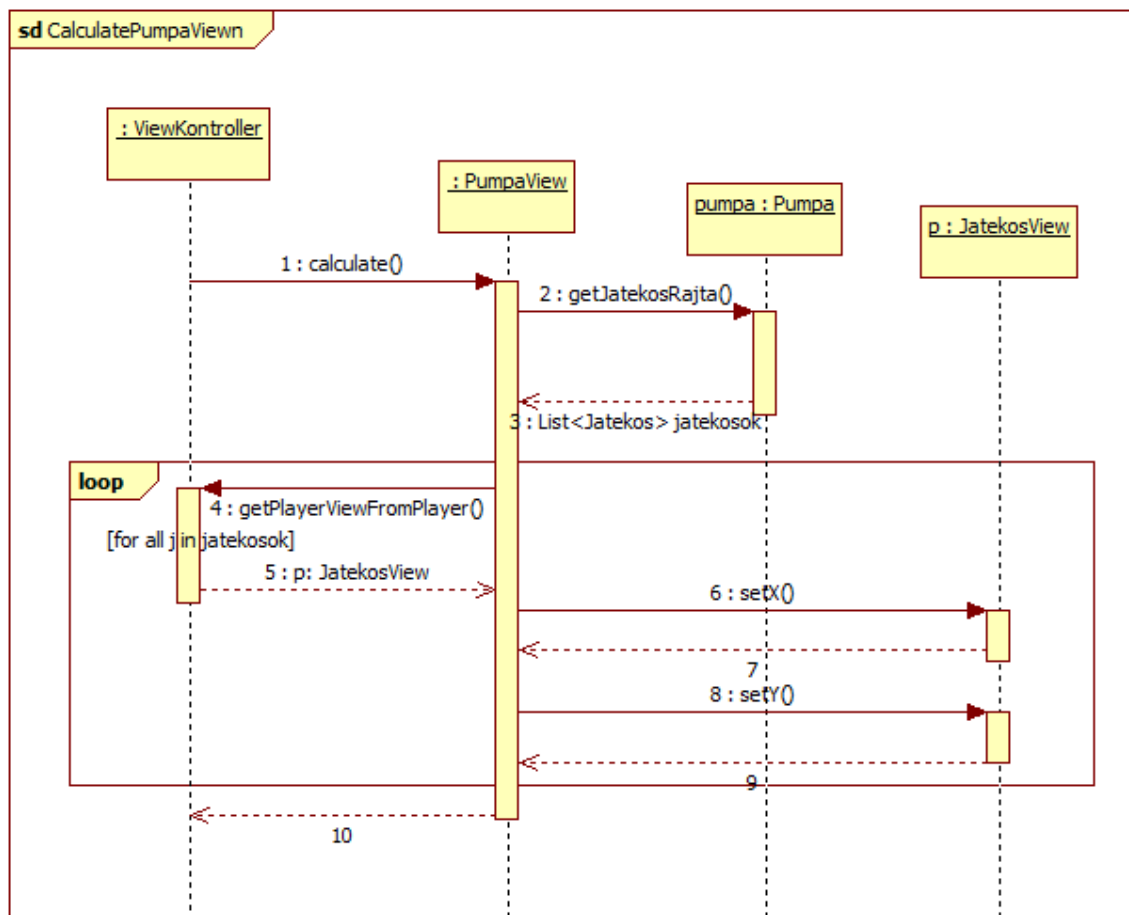 sd CalculatePumpaViewn
: ViewKontroller
: PumpaView
pumpa : Pumpa
p : JatekosView
1 : calculate()
2 : getJatekosRajta()
3 : List<Jatekos> jatekosok
loop
4 : getPlayerViewFromPlayer()
[for all j in jatekosok]
5 : p: JatekosView
6 : setX()
7
8 : setY()
9
10